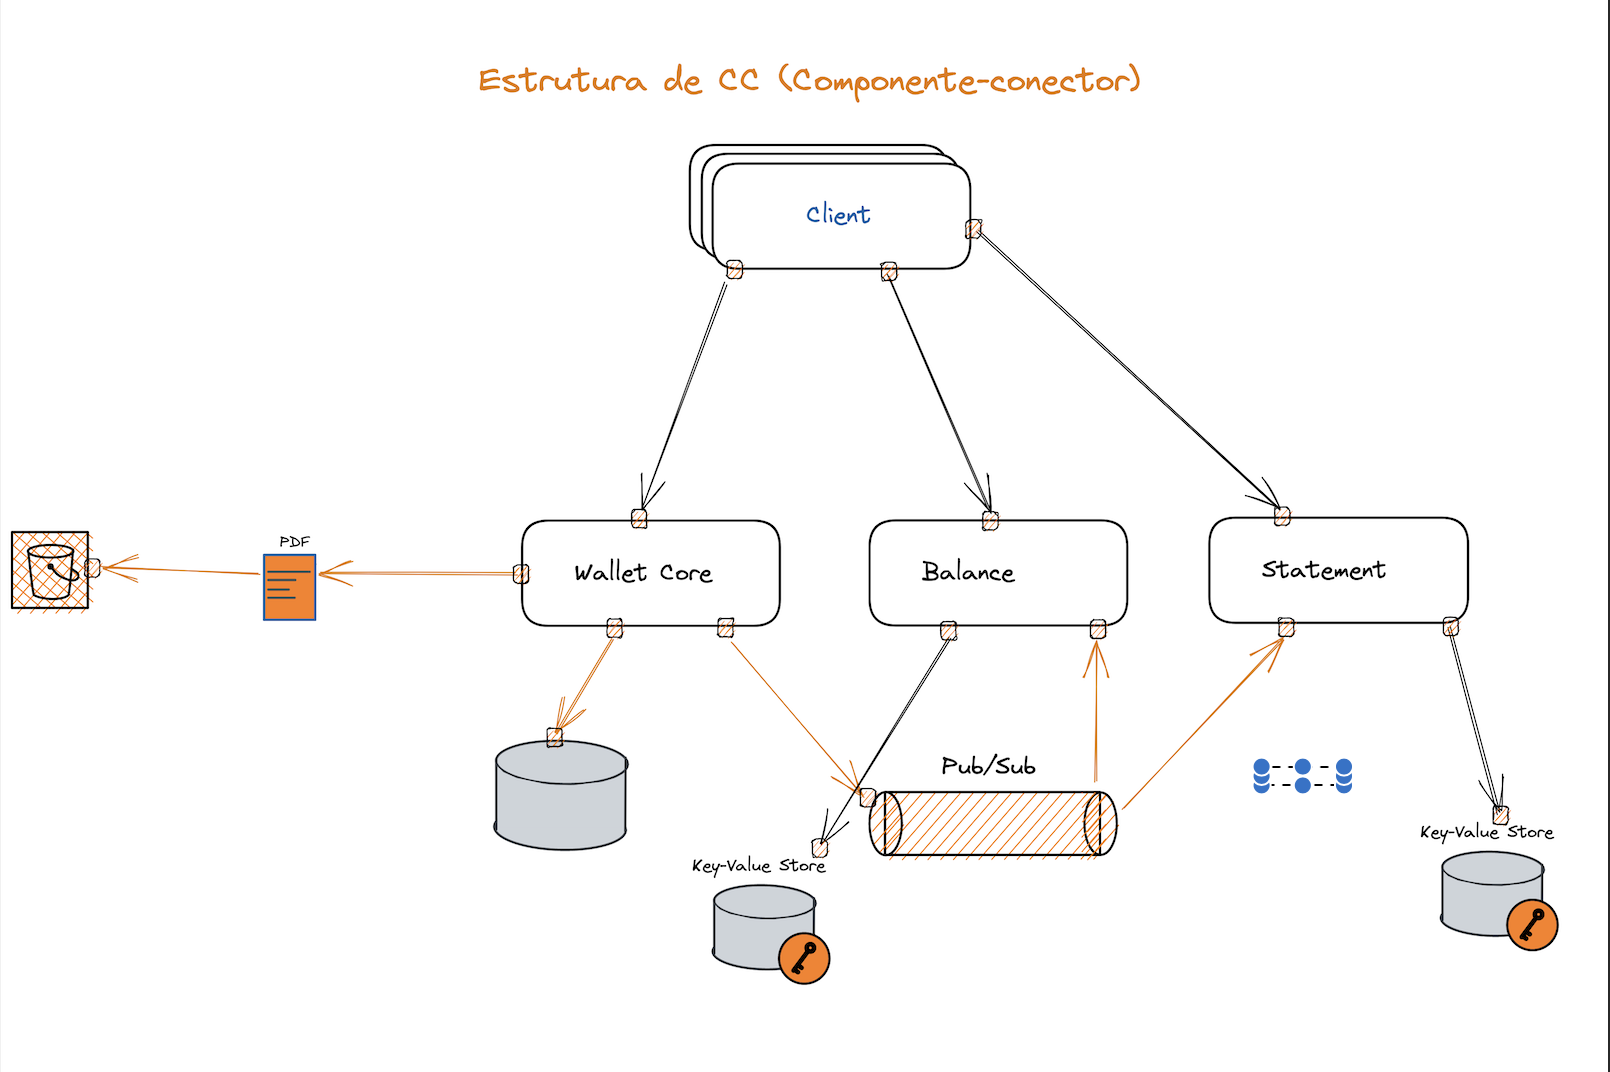 Estrutura de CC (Componente-conector)
Client
PDF
Wallet Core
Balance
Statement
Pub/Sub
Key-Value Store
Key-Value Store